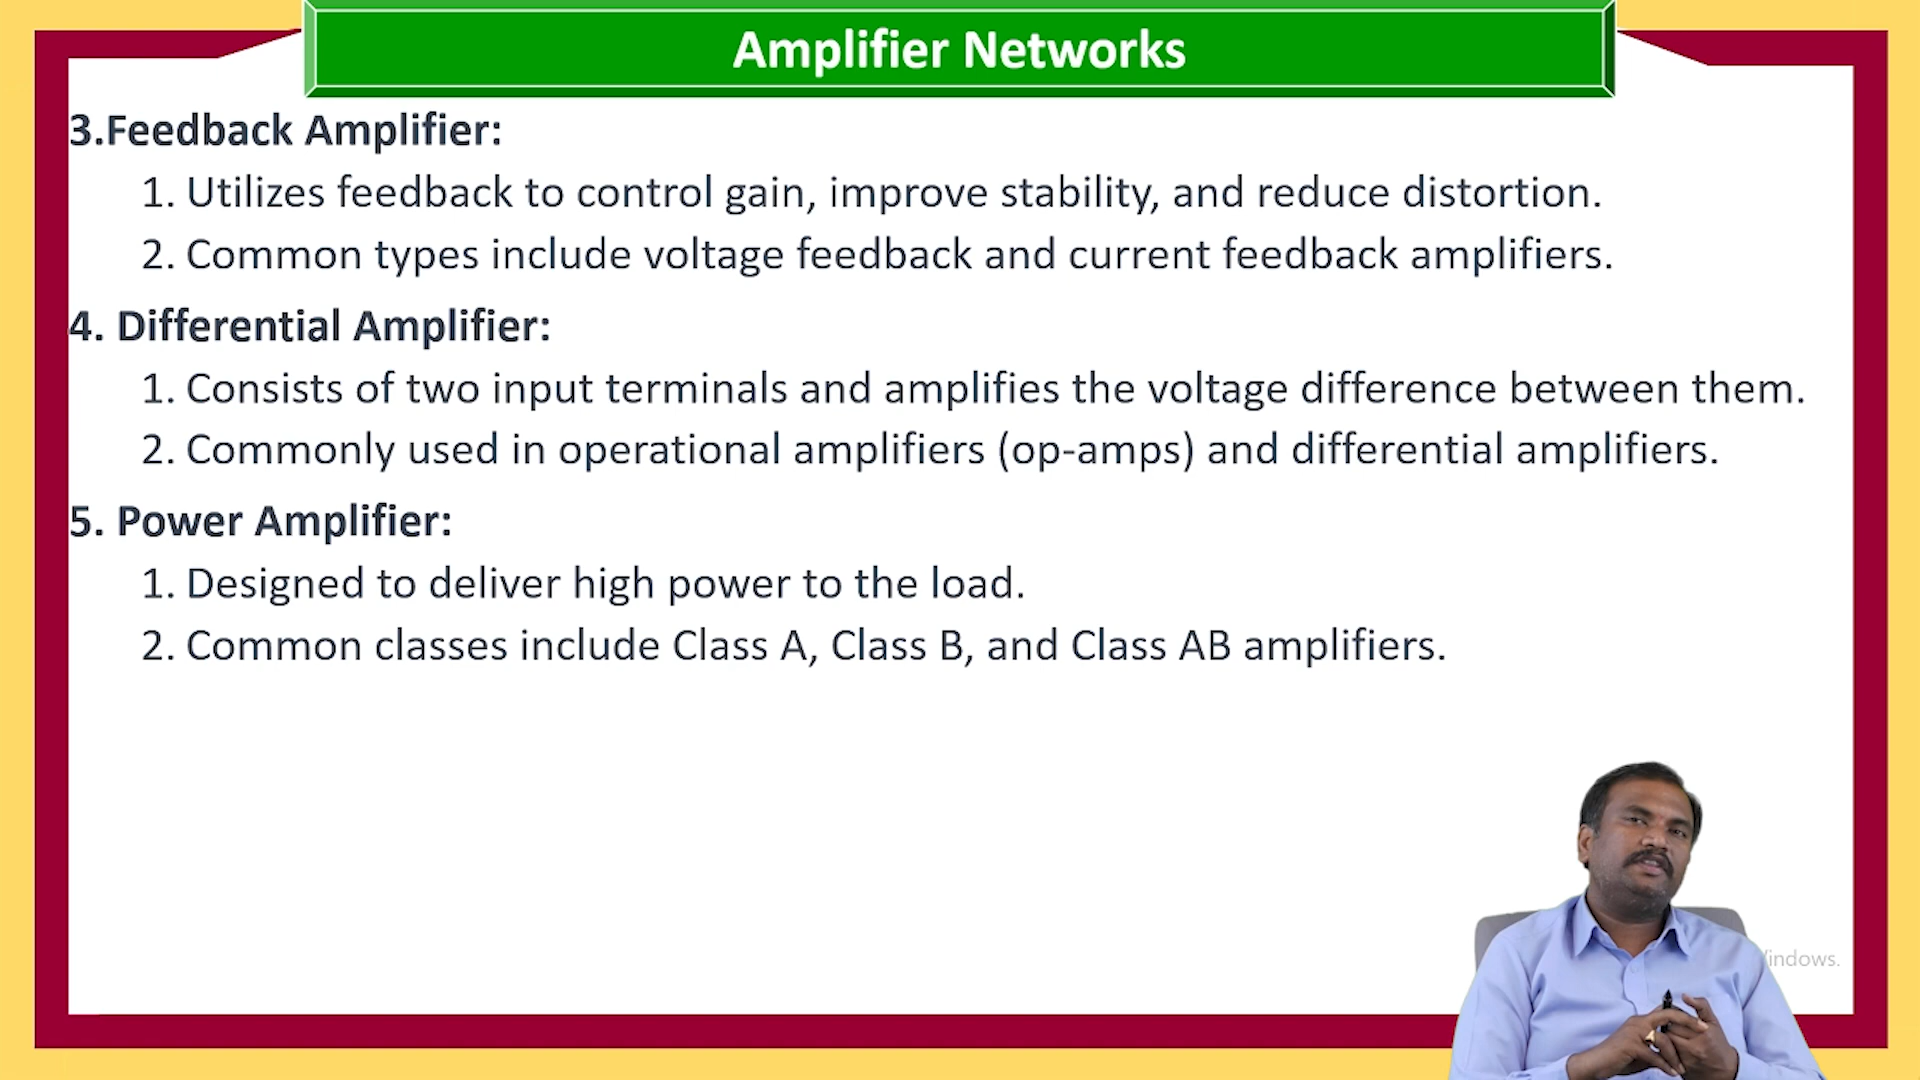 Amplifier Networks
3.Feedback Amplifier:
1. Utilizes feedback to control gain, improve stability, and reduce distortion.
2. Common types include voltage feedback and current feedback amplifiers.
4. Differential Amplifier:
1. Consists of two input terminals and amplifies the voltage difference between them.
2. Commonly used in operational amplifiers (op-amps) and differential amplifiers.
5. Power Amplifier:
1. Designed to deliver high power to the load.
2. Common classes include Class A, Class B, and Class AB amplifiers.